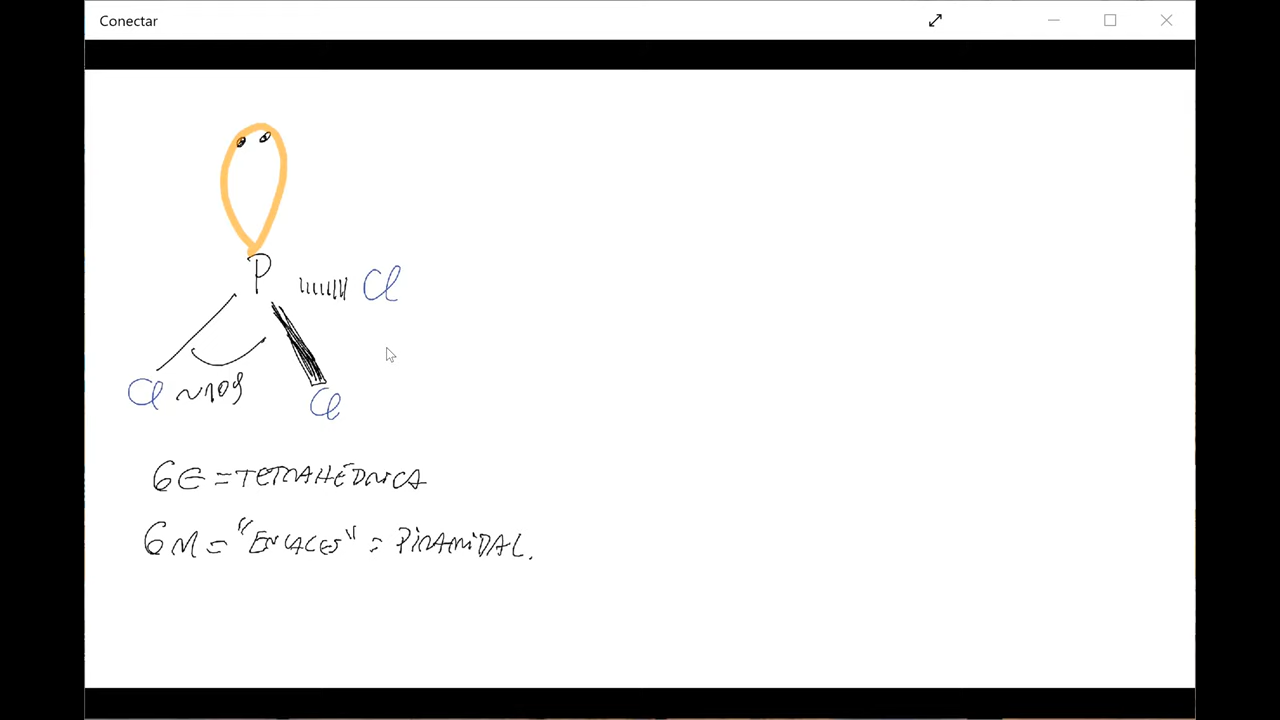 Conectar
P
Cl
Cl ~109
Cl
GE = TETRAHÉDRICA
GM = "ENLACES" = PIRAMIDAL.